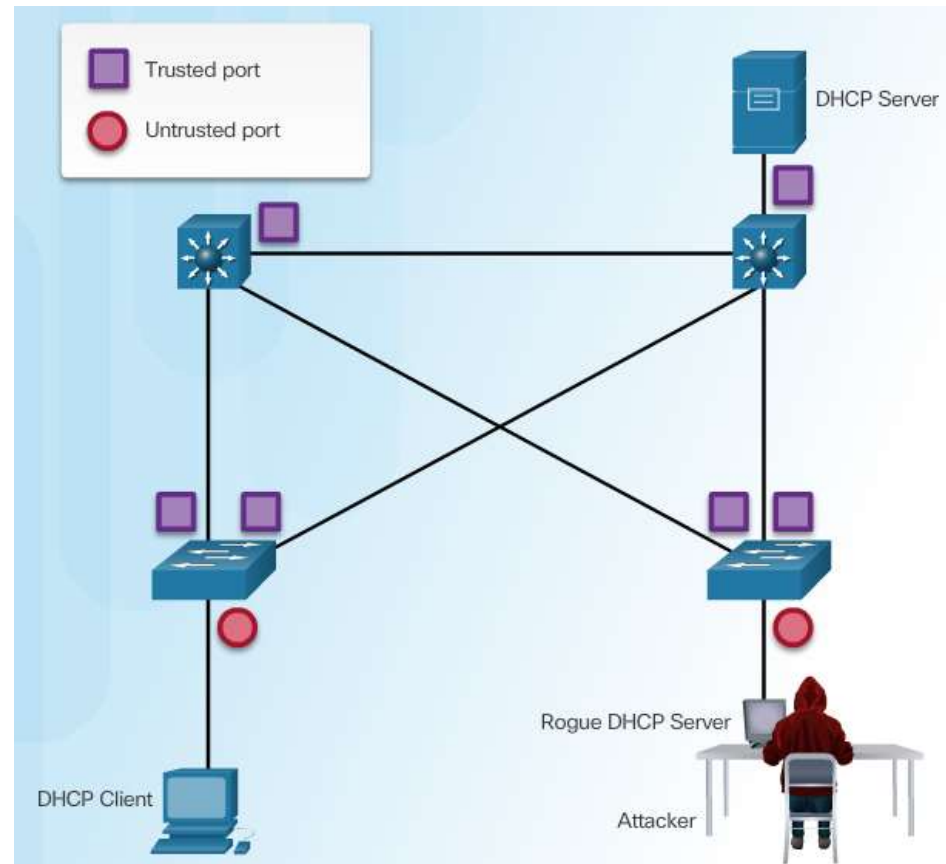 Trusted port
Untrusted port
DHCP Server
Rogue DHCP Server
DHCP Client
Attacker